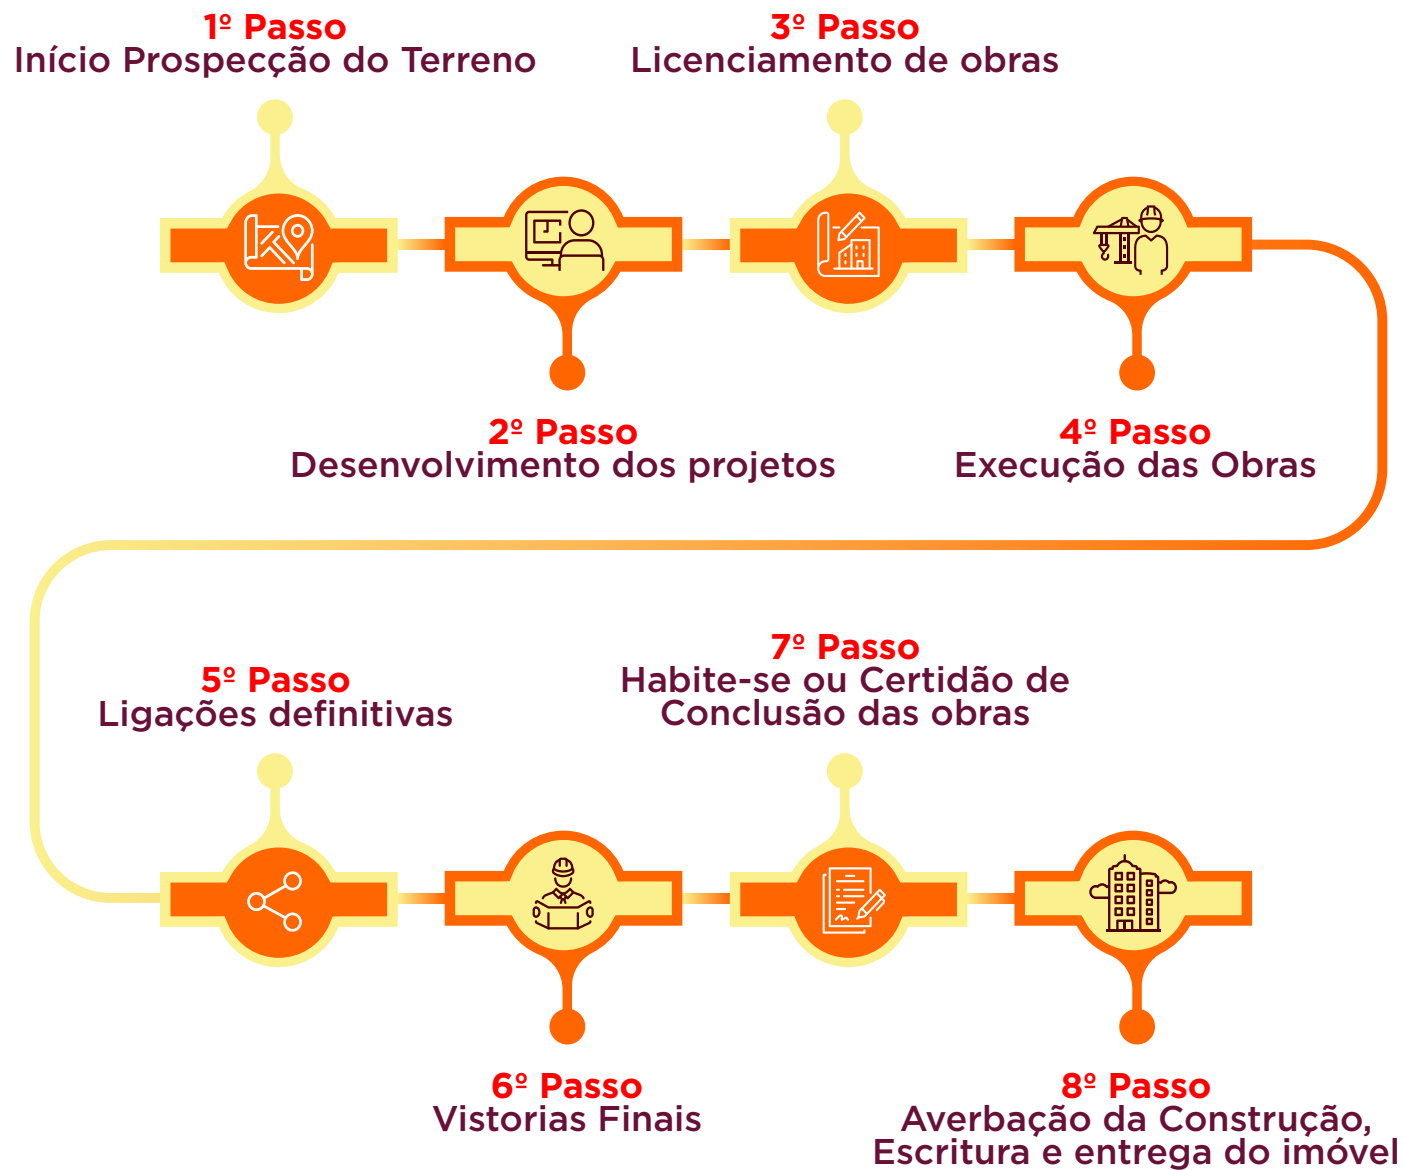 1º Passo
Início Prospecção do Terreno
2º Passo
Desenvolvimento dos projetos
3º Passo
Licenciamento de obras
4º Passo
Execução das Obras
5º Passo
Ligações definitivas
6º Passo
Vistorias Finais
7º Passo
Habite-se ou Certidão de
Conclusão das obras
8º Passo
Averbação da Construção,
Escritura e entrega do imóvel